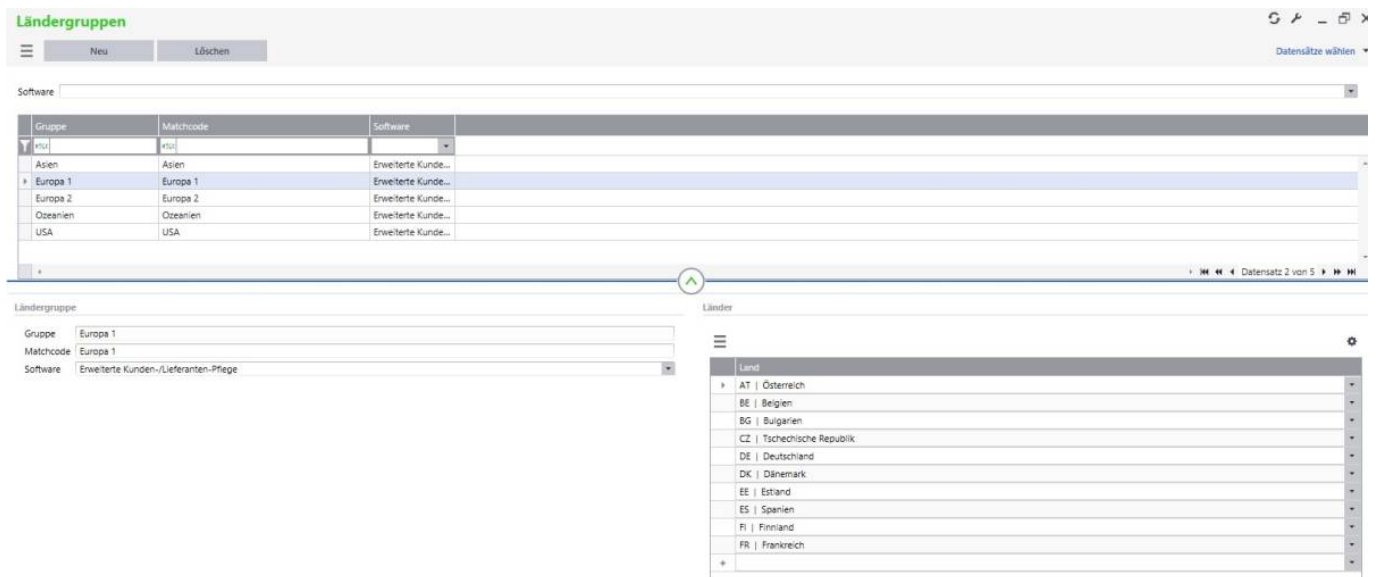 Ländergruppen
Neu Löschen Datensätze wählen
Software
Gruppe Matchcode Software
Asien Asien Erweiterte Kunde...
Europa 1 Europa 1 Erweiterte Kunde...
Europa 2 Europa 2 Erweiterte Kunde...
Ozeanien Ozeanien Erweiterte Kunde...
USA USA Erweiterte Kunde...
Datensatz 2 von 5
Ländergruppe
Gruppe Europa 1
Matchcode Europa 1
Software Erweiterte Kunden-/Lieferanten-Pflege
Länder
Land
AT | Österreich
BE | Belgien
BG | Bulgarien
CZ | Tschechische Republik
DE | Deutschland
DK | Dänemark
EE | Estland
ES | Spanien
FI | Finnland
FR | Frankreich